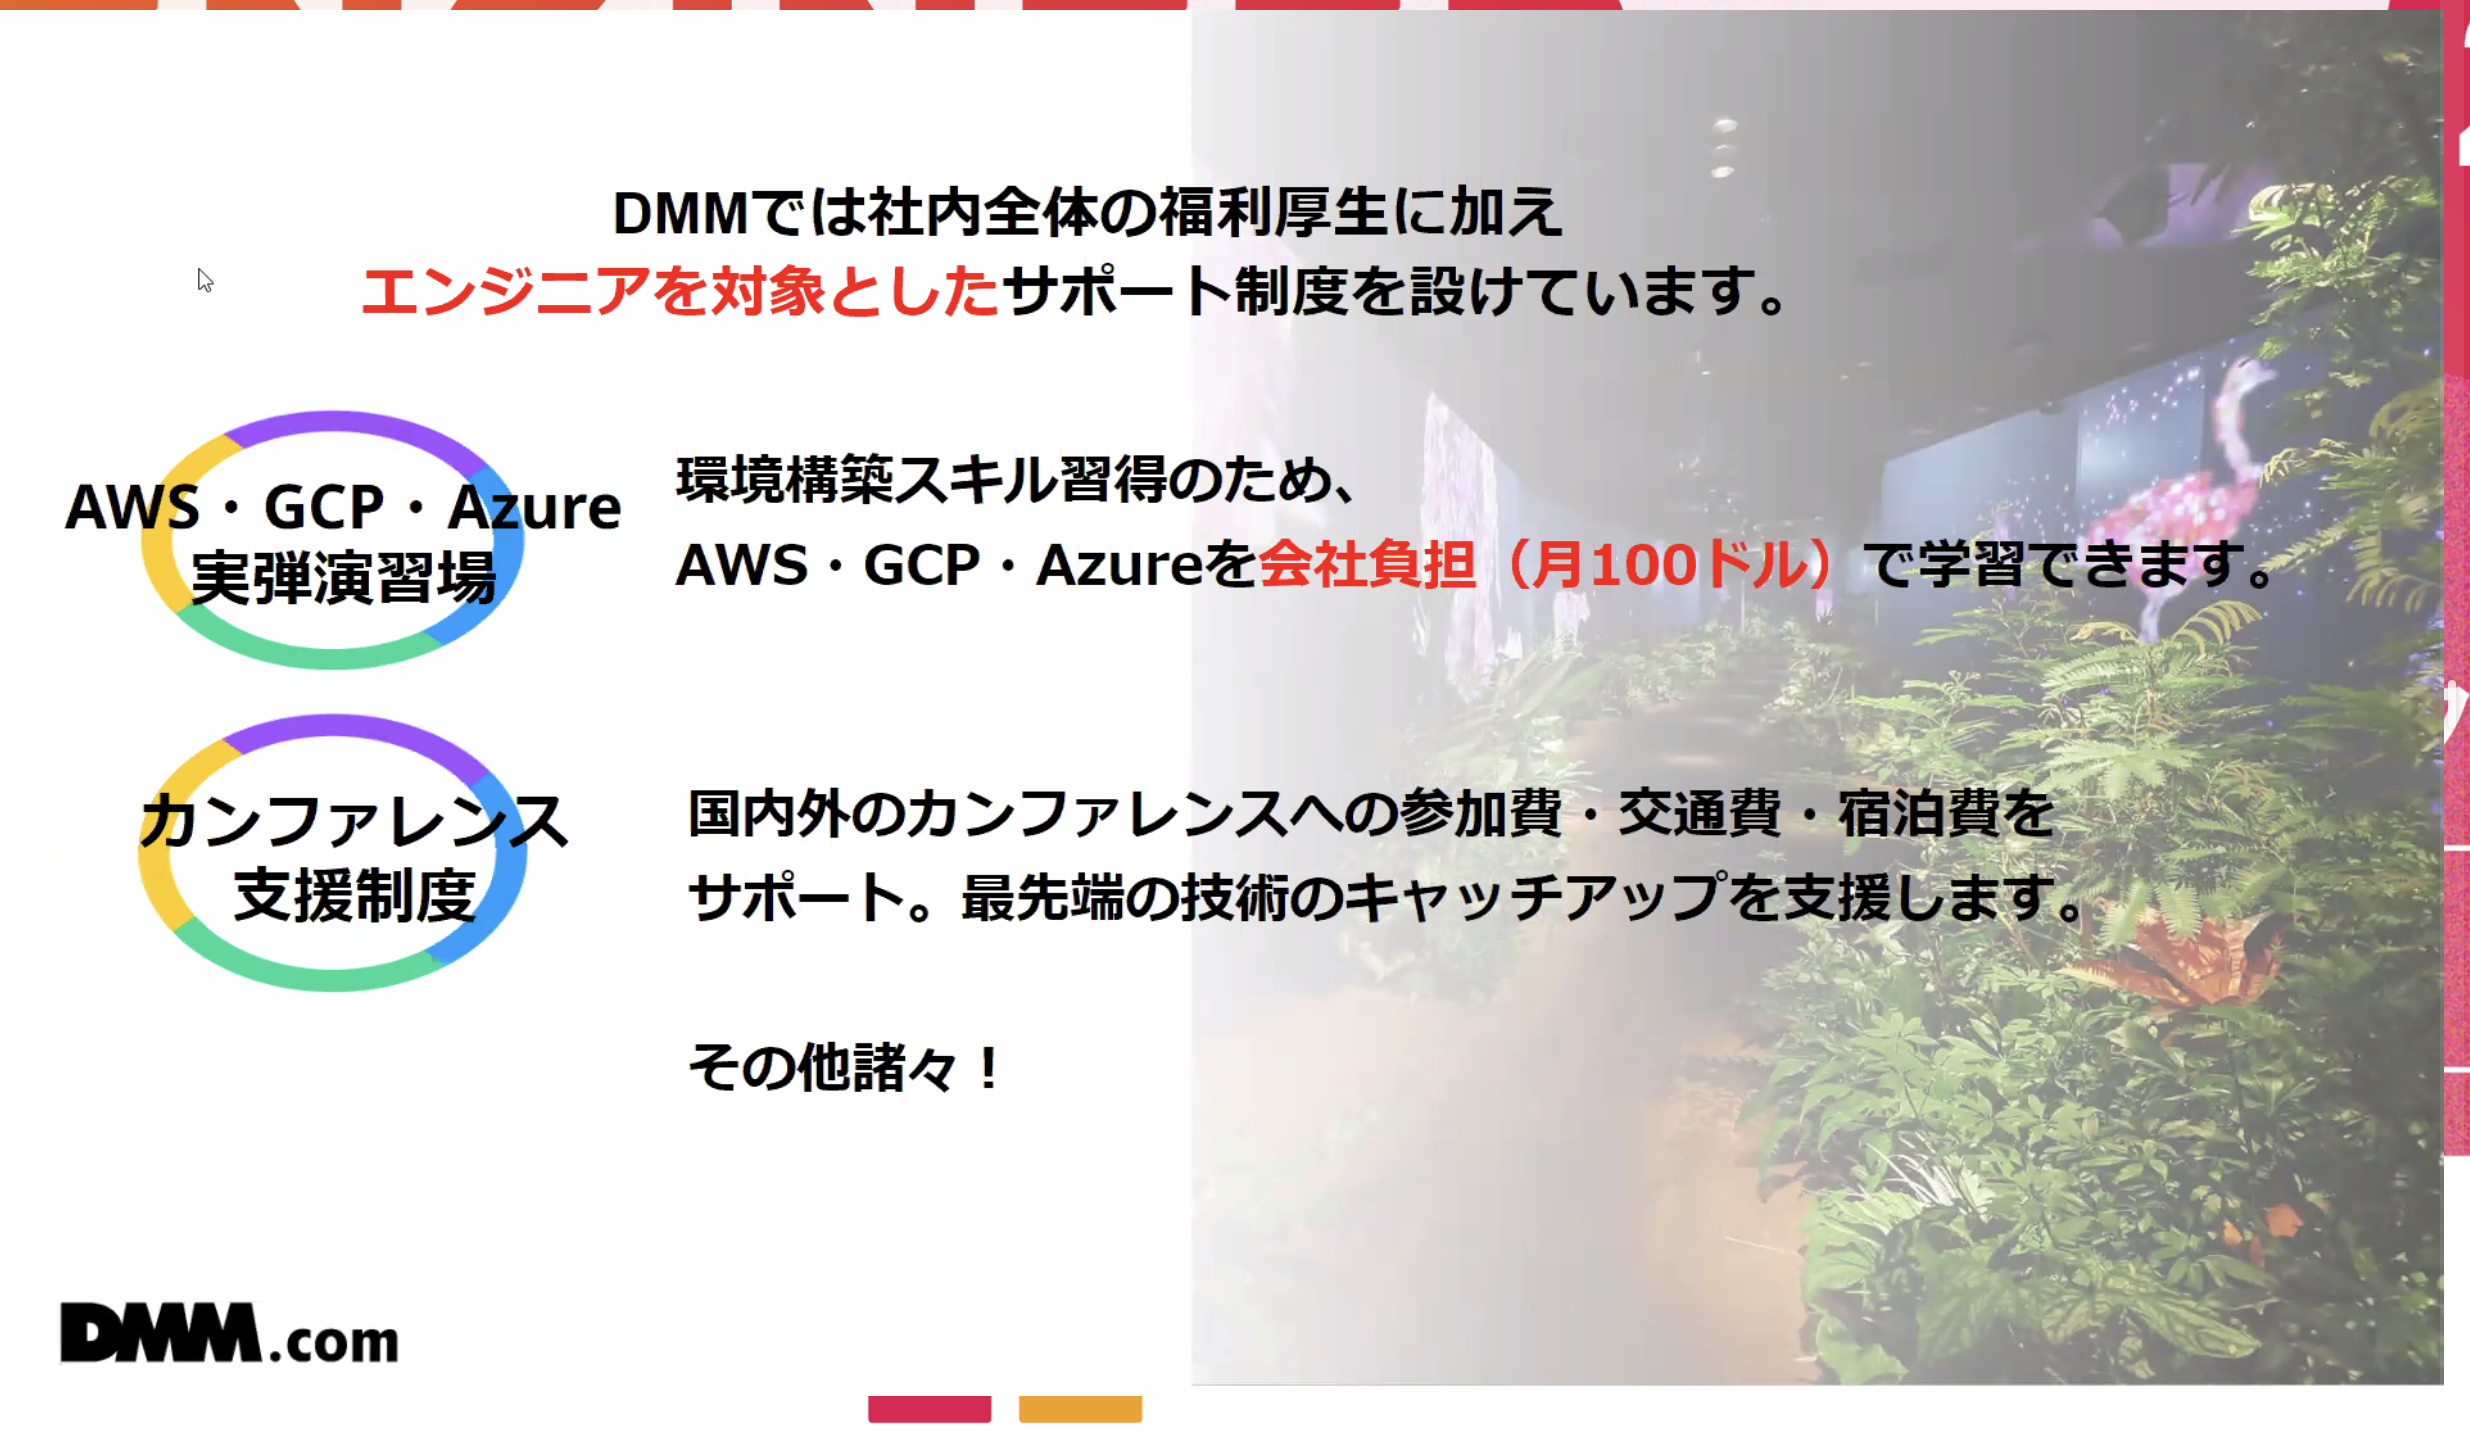 DMMでは社内全体の福利厚生に加え
エンジニアを対象としたサポート制度を設けています。
AWS・GCP・Azure
実弾演習場
環境構築スキル習得のため、
AWS・GCP・Azureを会社負担（月100ドル）で学習できます。
カンファレンス
支援制度
国内外のカンファレンスへの参加費・交通費・宿泊費を
サポート。最先端の技術のキャッチアップを支援します。
その他諸々！
DMM.com